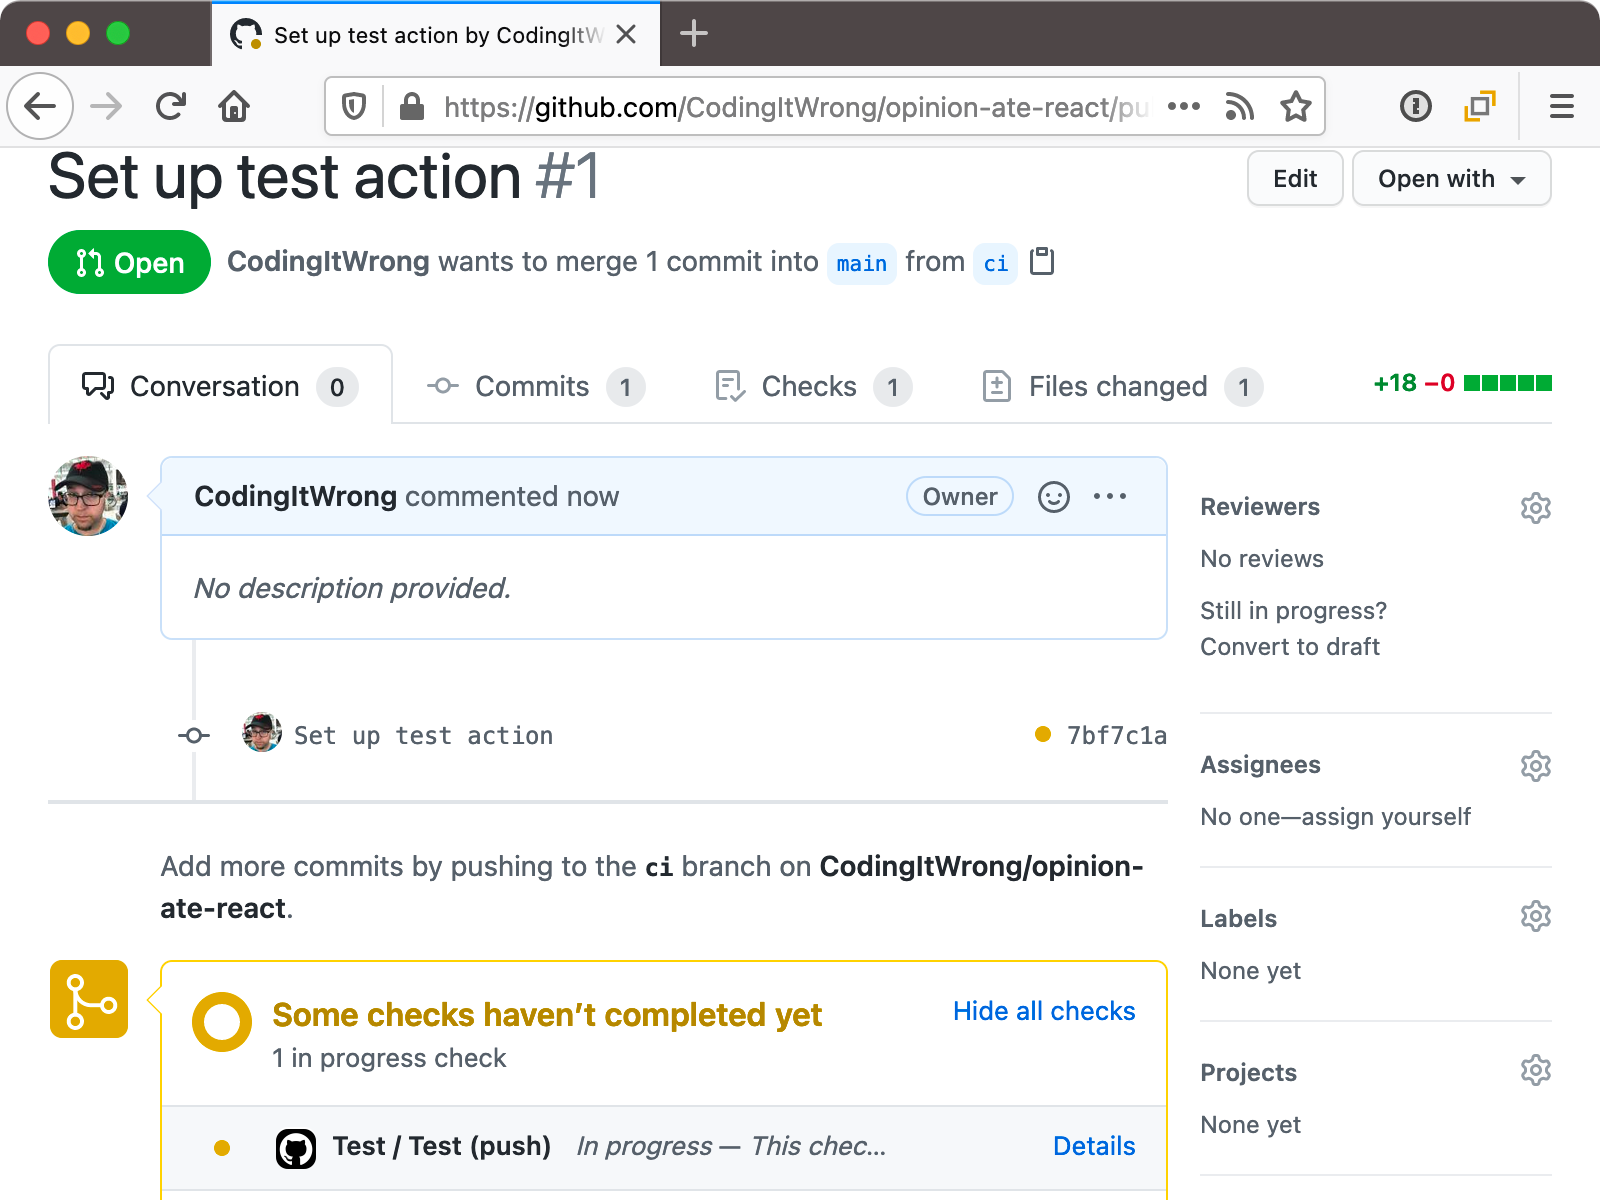 Set up test action by CodingItW
https://github.com/CodingItWrong/opinion-ate-react/pu
Set up test action #1
Edit
Open with
Open
CodingItWrong wants to merge 1 commit into main from ci
Conversation 0
Commits 1
Checks 1
Files changed 1
+18 −0
CodingItWrong commented now
Owner
No description provided.
Set up test action
7bf7c1a
Add more commits by pushing to the ci branch on CodingItWrong/opinion-
ate-react.
Some checks haven’t completed yet
1 in progress check
Hide all checks
Test / Test (push) In progress — This chec...
Details
Reviewers
No reviews
Still in progress?
Convert to draft
Assignees
No one—assign yourself
Labels
None yet
Projects
None yet